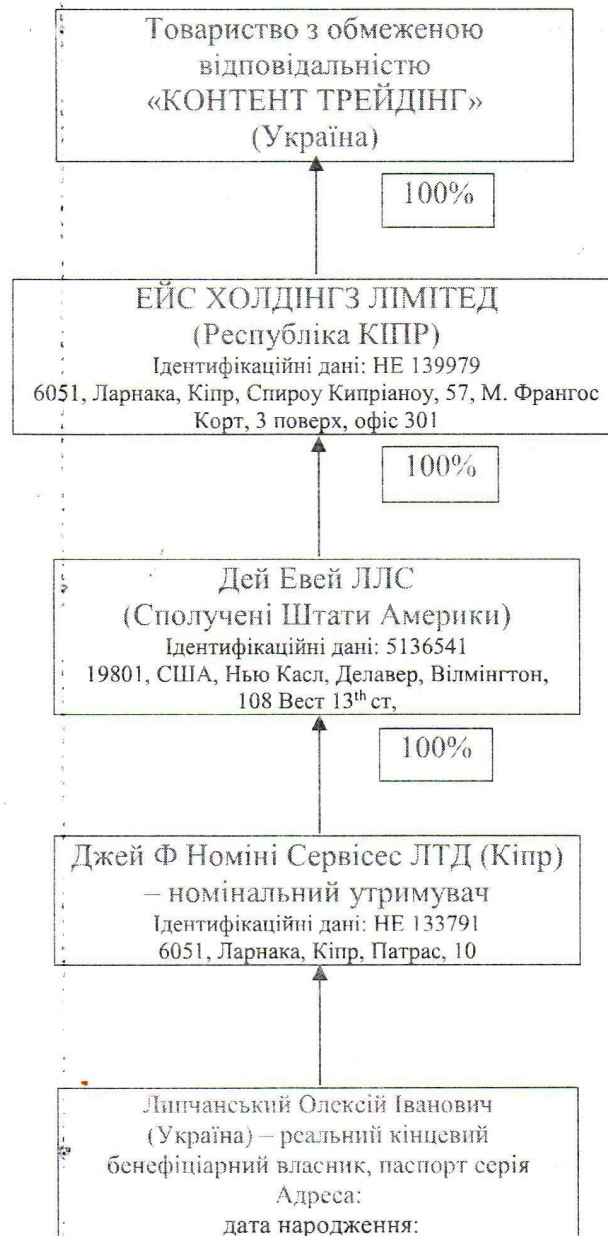 Товариство з обмеженою
відповідальністю
«КОНТЕНТ ТРЕЙДІНГ»
(Україна)
100%
ЕЙС ХОЛДІНГЗ ЛІМІТЕД
(Республіка КІПР)
Ідентифікаційні дані: НЕ 139979
6051, Ларнака, Кіпр, Спироу Кипріаноу, 57, М. Франгос
Корт, 3 поверх, офіс 301
100%
Дей Евей ЛЛС
(Сполучені Штати Америки)
Ідентифікаційні дані: 5136541
19801, США, Нью Касл, Делавер, Вілмінгтон,
108 Вест 13th ст,
100%
Джей Ф Номіні Сервісес ЛТД (Кіпр)
– номінальний утримувач
Ідентифікаційні дані: НЕ 133791
6051, Ларнака, Кіпр, Патрас, 10
Липчанський Олексій Іванович
(Україна) – реальний кінцевий
бенефіціарний власник, паспорт серія
Адреса:
дата народження: